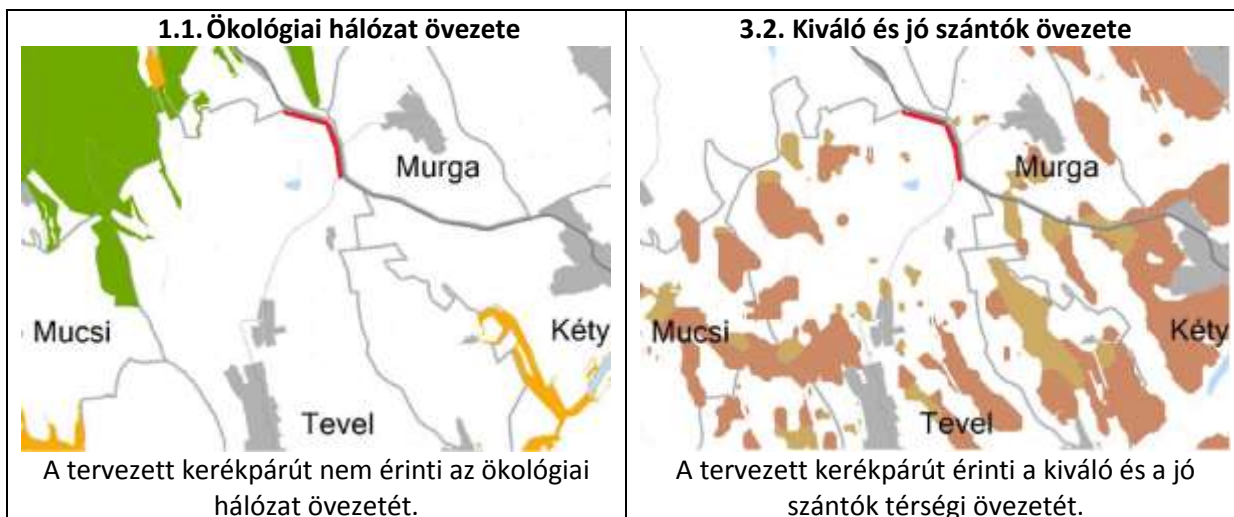 1.1. Ökológiai hálózat övezete
Murga
Mucsi
Kéty
Tevel
A tervezett kerékpárút nem érinti az ökológiai
hálózat övezetét.
3.2. Kiváló és jó szántók övezete
Murga
Mucsi
Kéty
Tevel
A tervezett kerékpárút érinti a kiváló és a jó
szántók térségi övezetét.